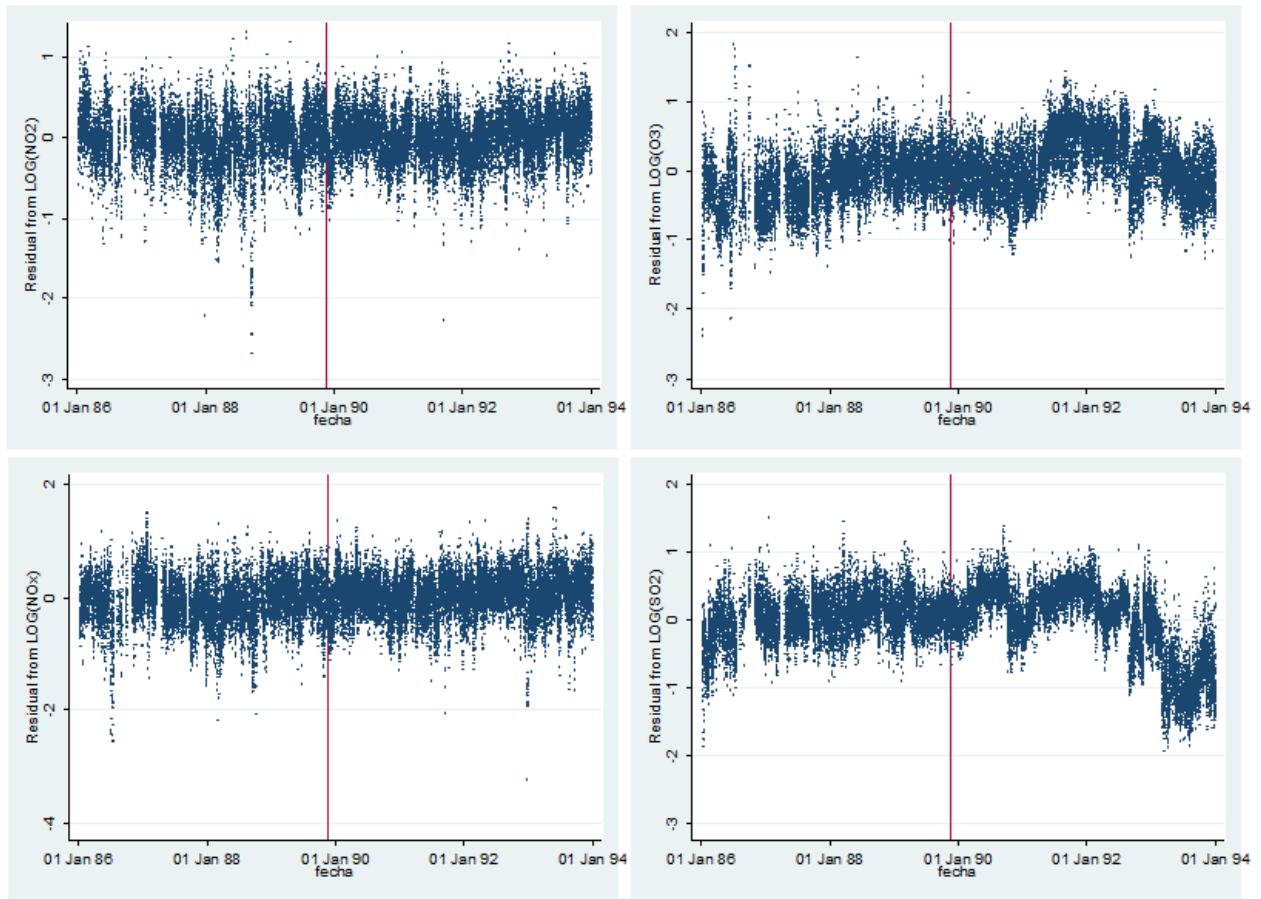 Residual from LOG(NO2)
1
0
-1
-2
-3
01 Jan 86 01 Jan 88 01 Jan 90 01 Jan 92 01 Jan 94
fecha
Residual from LOG(O3)
2
1
0
-1
-2
-3
01 Jan 86 01 Jan 88 01 Jan 90 01 Jan 92 01 Jan 94
fecha
Residual from LOG(NOx)
2
0
-2
-4
01 Jan 86 01 Jan 88 01 Jan 90 01 Jan 92 01 Jan 94
fecha
Residual from LOG(SO2)
2
1
0
-1
-2
-3
01 Jan 86 01 Jan 88 01 Jan 90 01 Jan 92 01 Jan 94
fecha